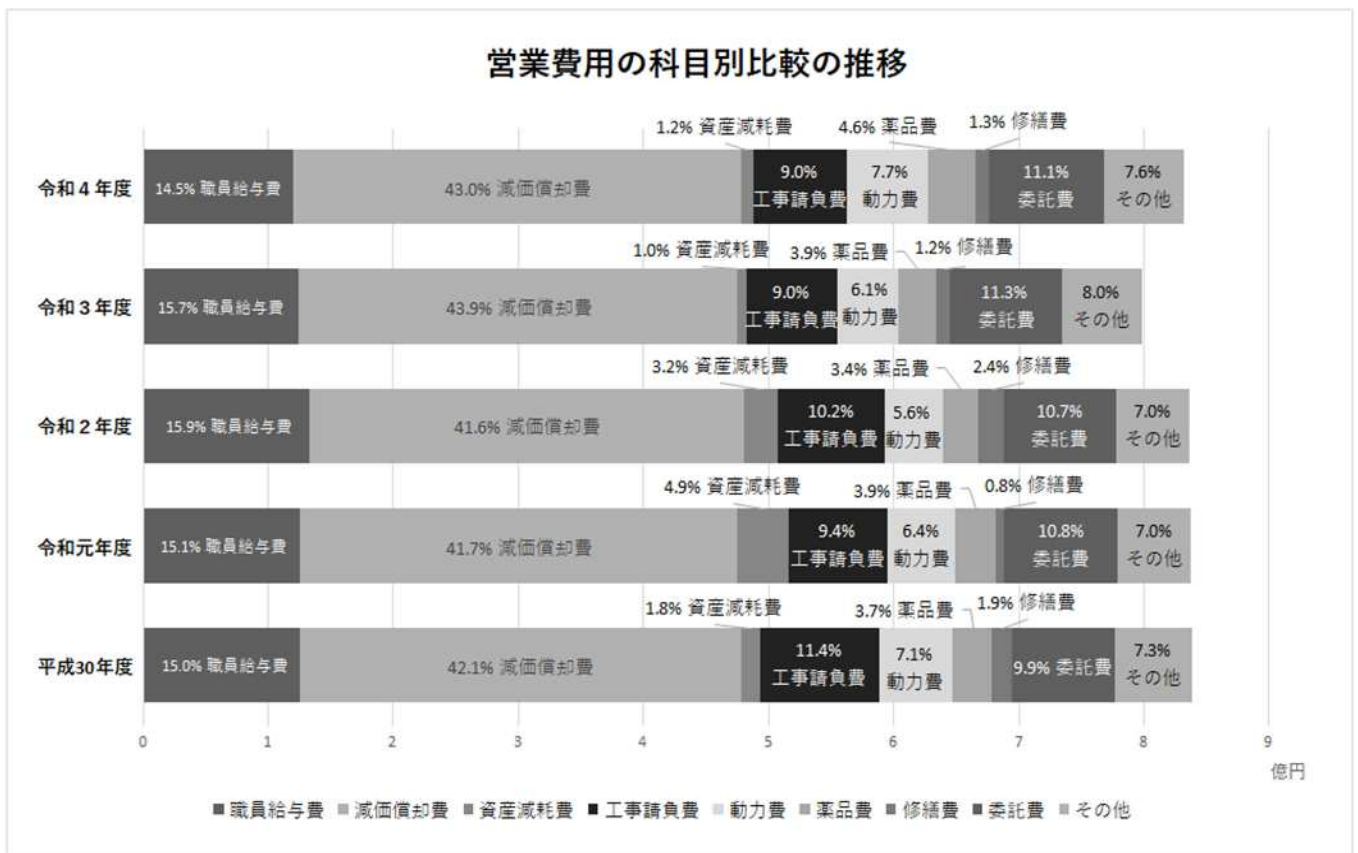 営業費用の科目別比較の推移
1.2% 資産減耗費 4.6% 薬品費 1.3% 修繕費
令和４年度
14.5% 職員給与費
43.0% 減価償却費
9.0%
工事請負費
7.7%
動力費
11.1%
委託費
7.6%
その他
1.0% 資産減耗費 3.9% 薬品費 1.2% 修繕費
令和３年度
15.7% 職員給与費
43.9% 減価償却費
9.0%
工事請負費
6.1%
動力費
11.3%
委託費
8.0%
その他
3.2% 資産減耗費 3.4% 薬品費 2.4% 修繕費
令和２年度
15.9% 職員給与費
41.6% 減価償却費
10.2%
工事請負費
5.6%
動力費
10.7%
委託費
7.0%
その他
4.9% 資産減耗費 3.9% 薬品費 0.8% 修繕費
令和元年度
15.1% 職員給与費
41.7% 減価償却費
9.4%
工事請負費
6.4%
動力費
10.8%
委託費
7.0%
その他
1.8% 資産減耗費 3.7% 薬品費 1.9% 修繕費
平成30年度
15.0% 職員給与費
42.1% 減価償却費
11.4%
工事請負費
7.1%
動力費
9.9% 委託費
7.3%
その他
0 1 2 3 4 5 6 7 8 9
億円
■職員給与費 ■減価償却費 ■資産減耗費 ■工事請負費 ■動力費 ■薬品費 ■修繕費 ■委託費 ■その他